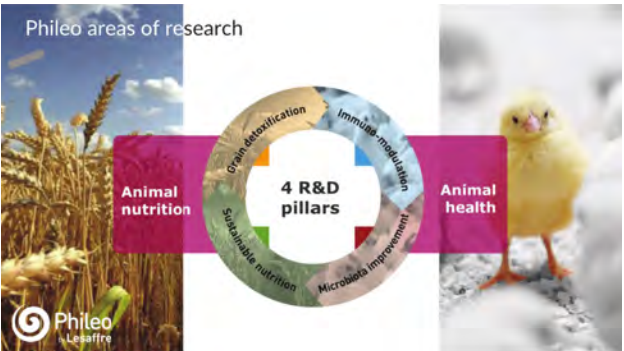 Phileo areas of research
Grain detoxification
Immuno-modulation
Animal
nutrition
4 R&D
pillars
Animal
health
Sustainable nutrition
Microbiota improvement
Phileo
by Lesaffre